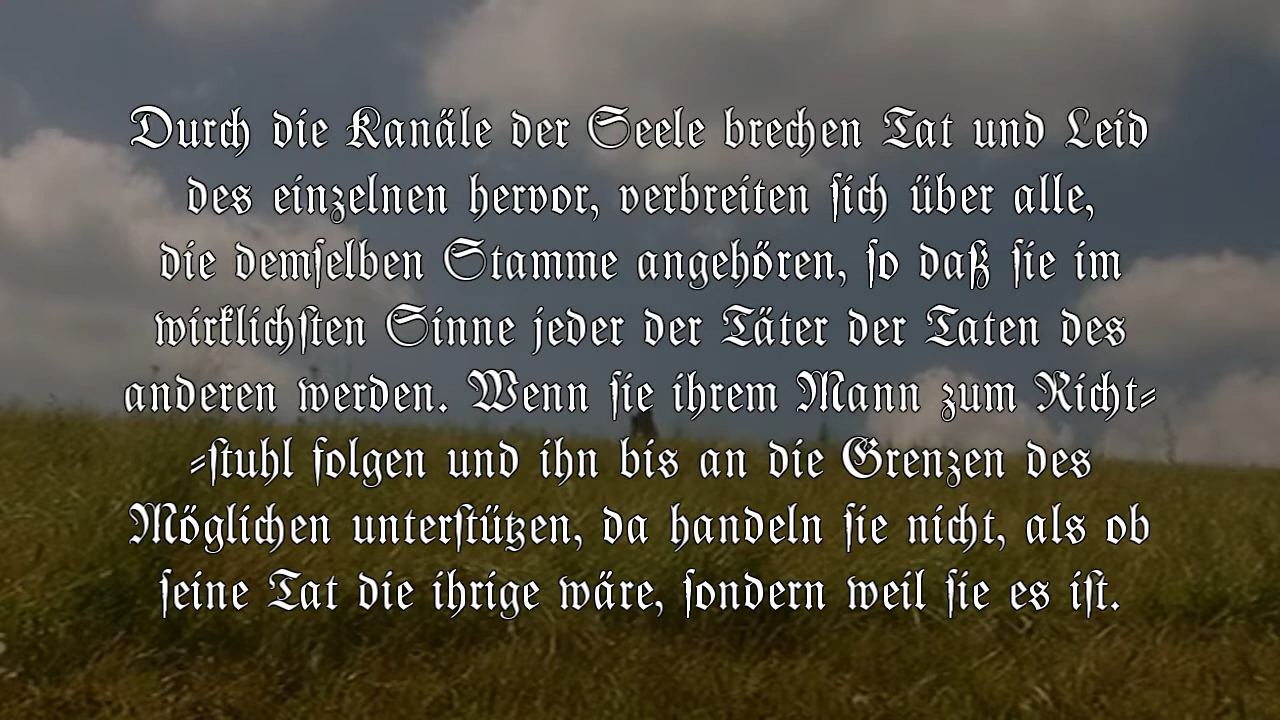 Durch die Kanäle der Seele brechen Tat und Leid
des einzelnen hervor, verbreiten ſich über alle,
die demſelben Stamme angehören, ſo daß ſie im
wirklichſten Sinne jeder der Täter der Taten des
anderen werden. Wenn ſie ihrem Mann zum Richt⸗
⸗ſtuhl folgen und ihn bis an die Grenzen des
Möglichen unterſtützen, da handeln ſie nicht, als ob
ſeine Tat die ihrige wäre, ſondern weil ſie es iſt.